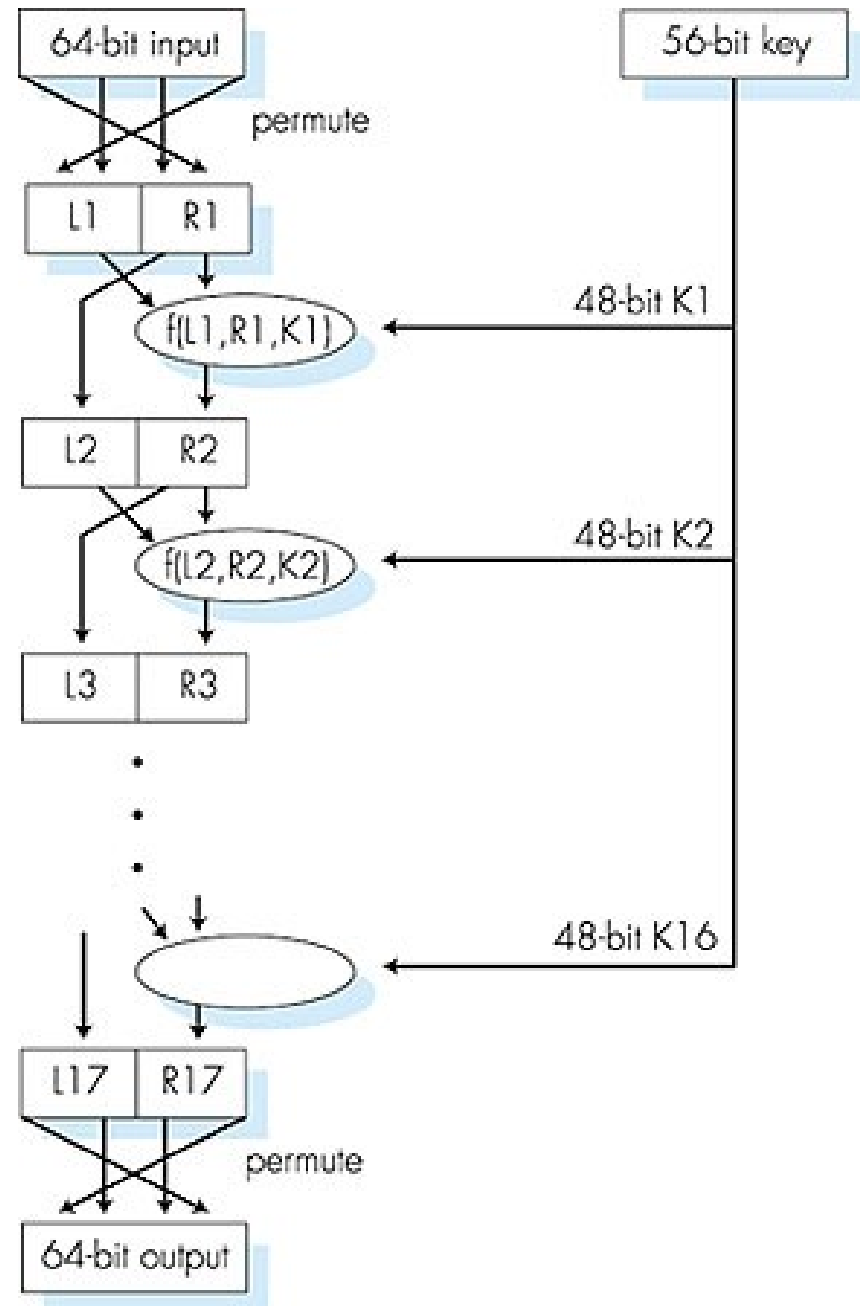 64-bit input
56-bit key
permute
L1 R1
48-bit K1
f(L1,R1,K1)
L2 R2
48-bit K2
f(L2,R2,K2)
L3 R3
48-bit K16
L17 R17
permute
64-bit output